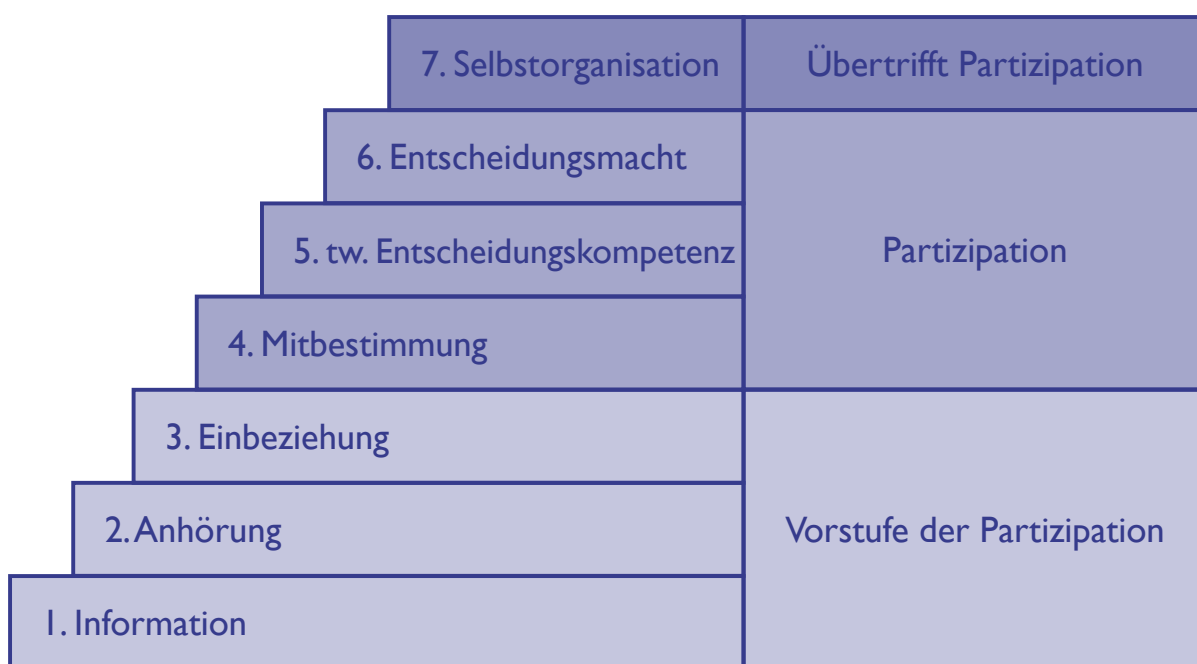 7. Selbstorganisation
Übertrifft Partizipation
6. Entscheidungsmacht
5. tw. Entscheidungskompetenz
Partizipation
4. Mitbestimmung
3. Einbeziehung
2. Anhörung
Vorstufe der Partizipation
1. Information